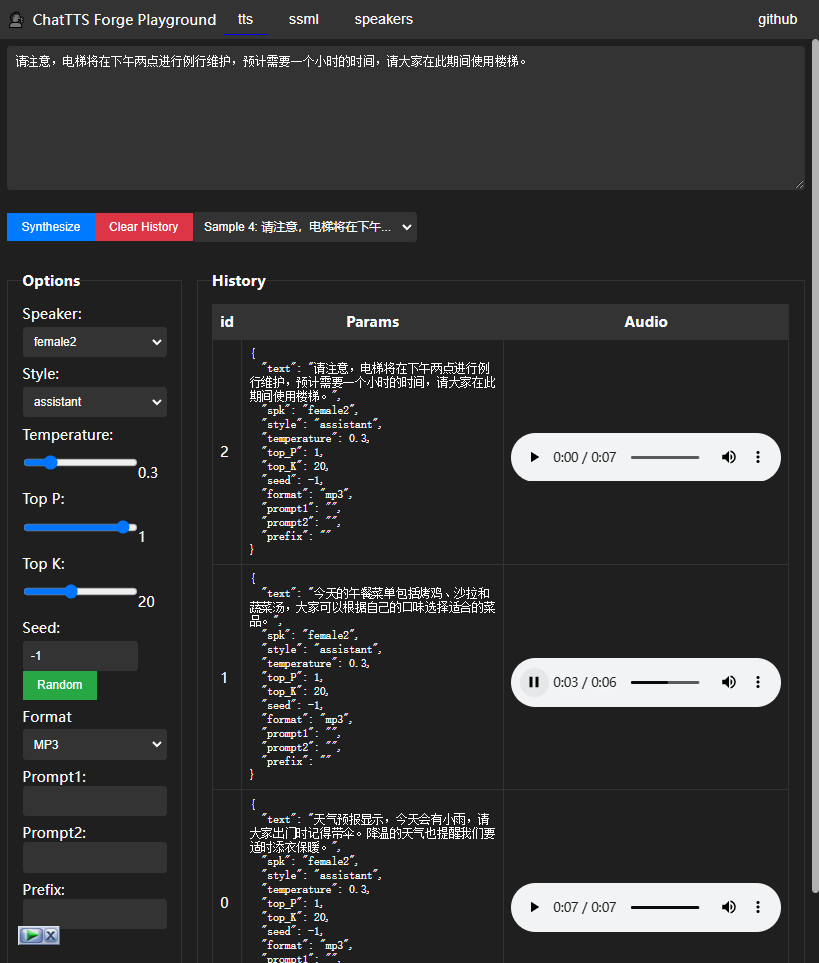 ChatTTS Forge Playground tts ssml speakers github
请注意，电梯将在下午两点进行例行维护，预计需要一个小时的时间，请大家在此期间使用楼梯。
Synthesize Clear History Sample 4: 请注意，电梯将在下午...
Options
Speaker:
female2
Style:
assistant
Temperature:
0.3
Top P:
1
Top K:
20
Seed:
-1
Random
Format
MP3
Prompt1:
Prompt2:
Prefix:
History
id Params Audio
2
{
"text": "请注意，电梯将在下午两点进行例
行维护，预计需要一个小时的时间，请大家在此
期间使用楼梯。",
"spk": "female2",
"style": "assistant",
"temperature": 0.3,
"top_P": 1,
"top_K": 20,
"seed": -1,
"format": "mp3",
"prompt1": "",
"prompt2": "",
"prefix": ""
}
0:00 / 0:07
1
{
"text": "今天的午餐菜单包括烤鸡、沙拉和
蔬菜汤，大家可以根据自己的口味选择适合的菜
品。",
"spk": "female2",
"style": "assistant",
"temperature": 0.3,
"top_P": 1,
"top_K": 20,
"seed": -1,
"format": "mp3",
"prompt1": "",
"prompt2": "",
"prefix": ""
}
0:03 / 0:06
0
{
"text": "天气预报显示，今天会有小雨，请
大家出门时记得带伞。降温的天气也提醒我们要
适时添衣保暖。",
"spk": "female2",
"style": "assistant",
"temperature": 0.3,
"top_P": 1,
"top_K": 20,
"seed": -1,
"format": "mp3",
"prompt1": "",
0:07 / 0:07